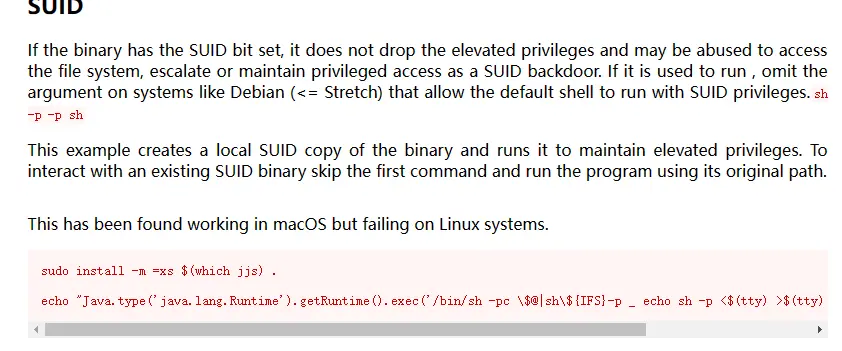 SUID
If the binary has the SUID bit set, it does not drop the elevated privileges and may be abused to access
the file system, escalate or maintain privileged access as a SUID backdoor. If it is used to run , omit the
argument on systems like Debian (<= Stretch) that allow the default shell to run with SUID privileges. sh
-p -p sh
This example creates a local SUID copy of the binary and runs it to maintain elevated privileges. To
interact with an existing SUID binary skip the first command and run the program using its original path.
This has been found working in macOS but failing on Linux systems.
sudo install -m =xs $(which jjs) .
echo "Java.type('java.lang.Runtime').getRuntime().exec('/bin/sh -pc \$@|sh\${IFS}-p _ echo sh -p <$(tty) >$(tty)